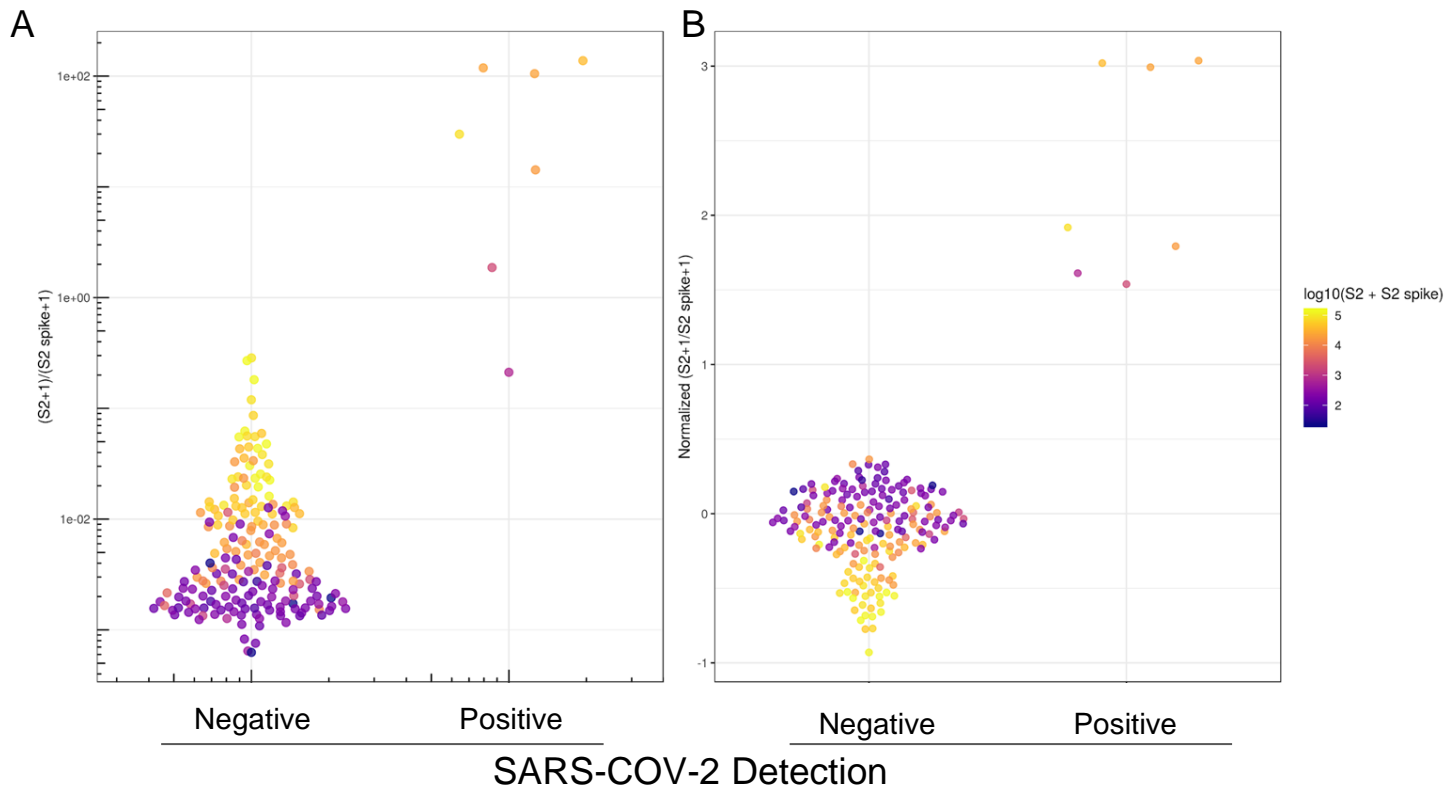 A
(S2+1)/(S2 spike+1)
1e+02
1e+00
1e-02
Negative
Positive
B
Normalized (S2+1/S2 spike+1)
3
2
1
0
-1
Negative
Positive
log10(S2 + S2 spike)
5
4
3
2
SARS-COV-2 Detection